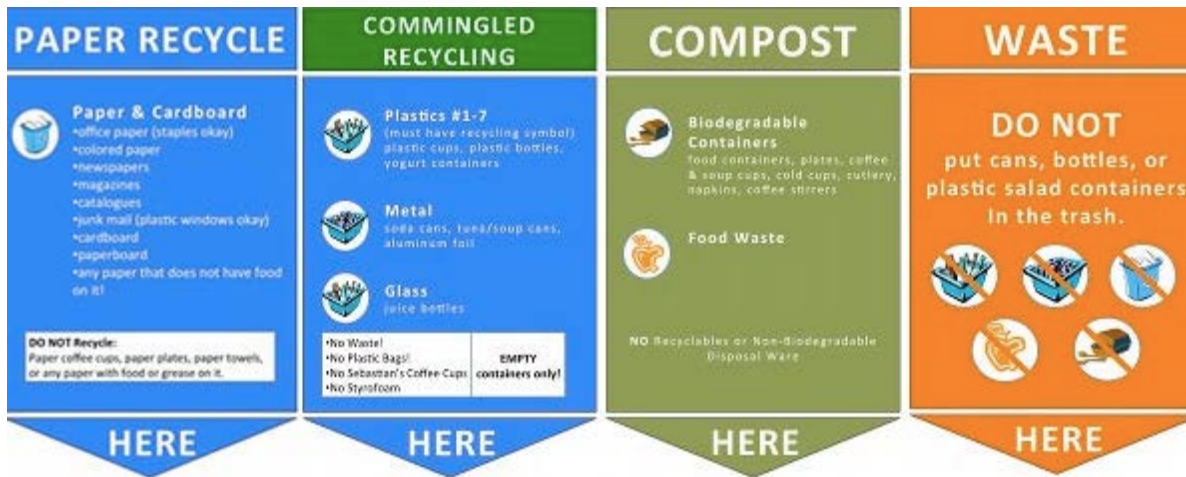 PAPER RECYCLE
Paper & Cardboard
•office paper (staples okay)
•colored paper
•newspapers
•magazines
•catalogues
•junk mail (plastic windows okay)
•cardboard
•paperboard
•any paper that does not have food
on it!
DO NOT Recycle:
Paper coffee cups, paper plates, paper towels,
or any paper with food or grease on it.
HERE
COMMINGLED
RECYCLING
Plastics #1-7
(must have recycling symbol)
plastic cups, plastic bottles,
yogurt containers
Metal
soda cans, tuna/soup cans,
aluminum foil
Glass
juice bottles
•No Waste!
•No Plastic Bags!
•No Sebastian's Coffee Cups
•No Styrofoam
EMPTY
containers only!
HERE
COMPOST
Biodegradable
Containers
food containers, plates, coffee
& soup cups, cold cups, cutlery,
napkins, coffee stirrers
Food Waste
NO Recyclables or Non-Biodegradable
Disposal Ware
HERE
WASTE
DO NOT
put cans, bottles, or
plastic salad containers
In the trash.
HERE